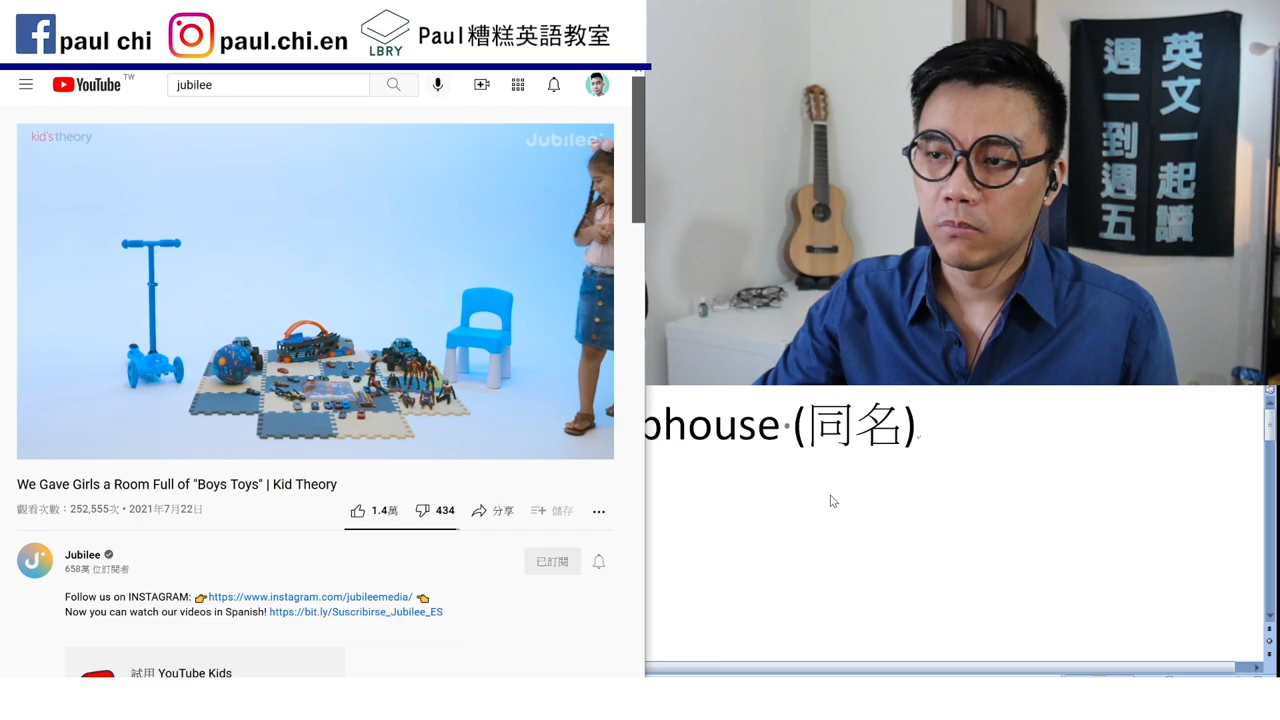 paul chi
paul.chi.en
LBRY
Paul糟糕英語教室
YouTube TW
jubilee
kid's theory
Jubilee
We Gave Girls a Room Full of "Boys Toys" | Kid Theory
觀看次數：252,555次 • 2021年7月22日
1.4萬
434
分享
儲存
Jubilee
658萬 位訂閱者
已訂閱
Follow us on INSTAGRAM: 👉https://www.instagram.com/jubileemedia/ 👈
Now you can watch our videos in Spanish! https://bit.ly/Suscribirse_Jubilee_ES
試用 YouTube Kids
英文一起讀
週一到週五
phouse (同名)